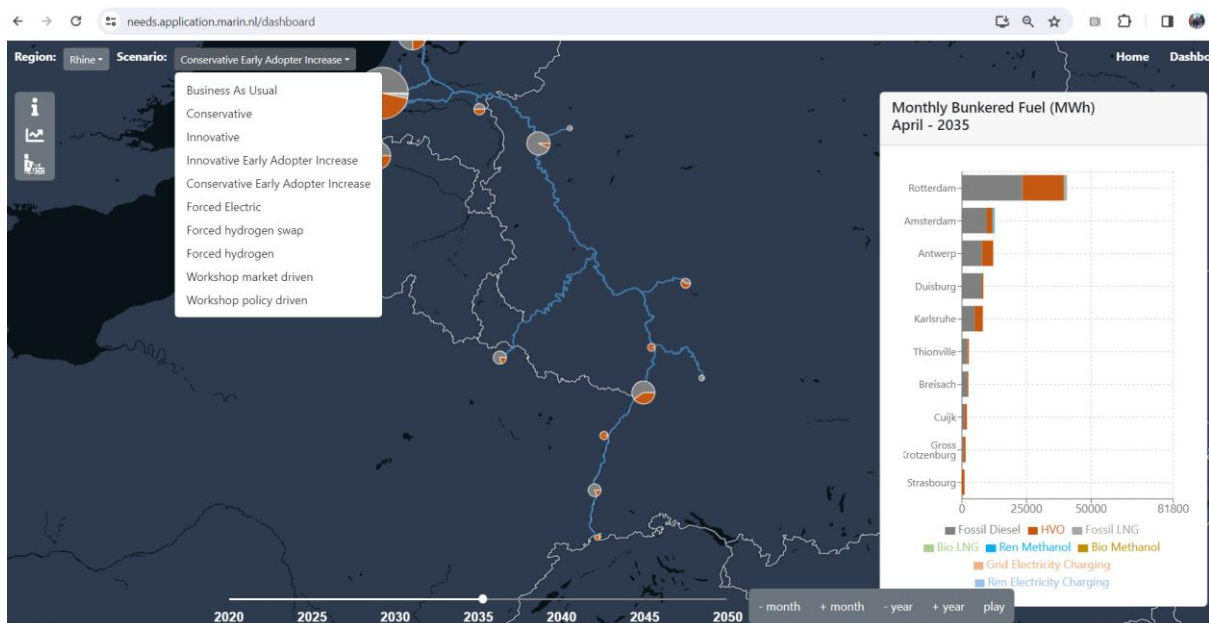 needs.application.marin.nl/dashboard
Region: Rhine Scenario: Conservative Early Adopter Increase Home Dashbo
Business As Usual
Conservative
Innovative
Innovative Early Adopter Increase
Conservative Early Adopter Increase
Forced Electric
Forced hydrogen swap
Forced hydrogen
Workshop market driven
Workshop policy driven
Monthly Bunkered Fuel (MWh)
April - 2035
Rotterdam
Amsterdam
Antwerp
Duisburg
Karlsruhe
Thionville
Breisach
Cuijk
Gross
Krotzenburg
Strasbourg
0 25000 50000 81800
Fossil Diesel HVO Fossil LNG
Bio LNG Ren Methanol Bio Methanol
Grid Electricity Charging
Ren Electricity Charging
- month + month - year + year play
2020 2025 2030 2035 2040 2045 2050